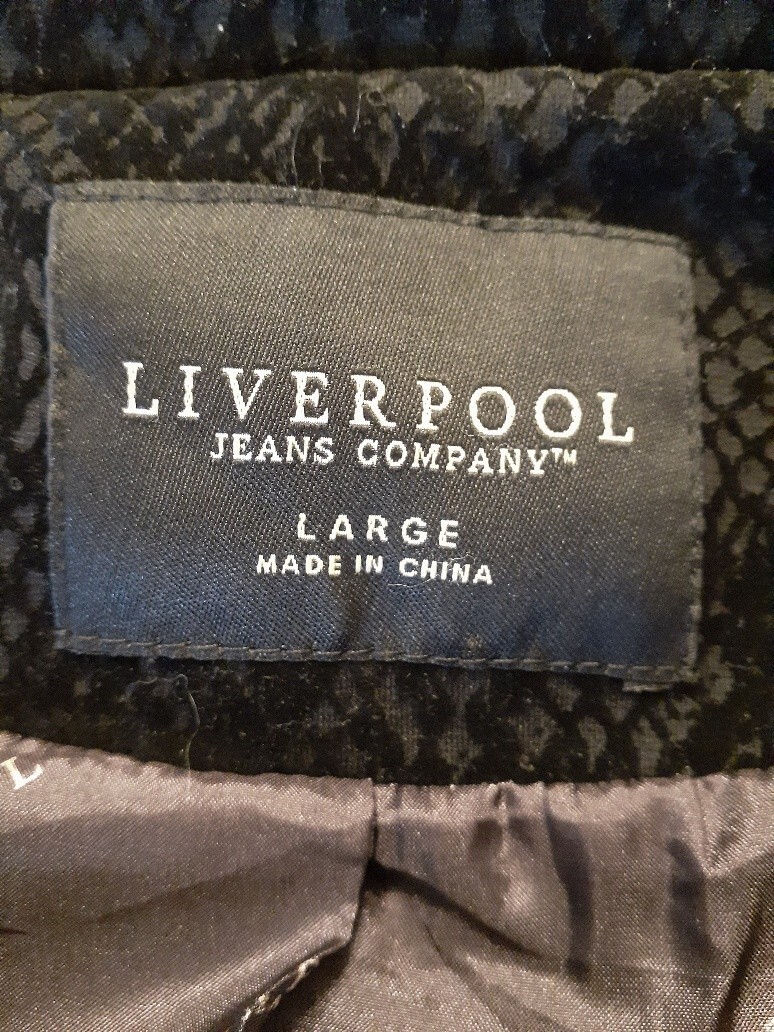 LIVERPOOL
JEANS COMPANY™
LARGE
MADE IN CHINA
L